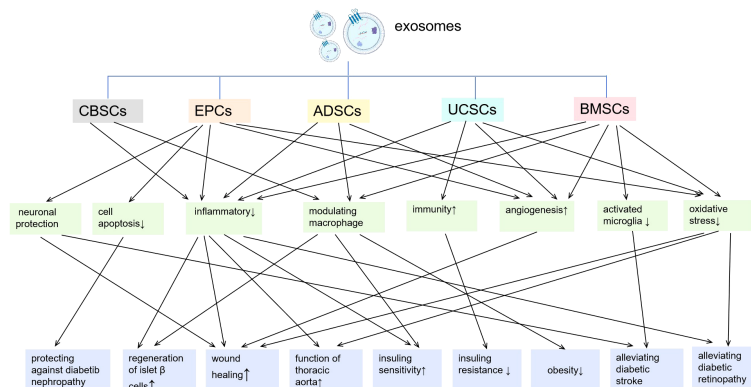 exosomes
CBSCs
EPCs
ADSCs
UCSCs
BMSCs
neuronal
protection
cell
apoptosis↓
inflammatory↓
modulating
macrophage
immunity↑
angiogenesis↑
activated
microglia ↓
oxidative
stress↓
protecting
against diabetib
nephropathy
regeneration
of islet β
cells↑
wound
healing↑
function of
thoracic
aorta↑
insuling
sensitivity↑
insuling
resistance ↓
obesity↓
alleviating
diabetic
stroke
alleviating
diabetic
retinopathy